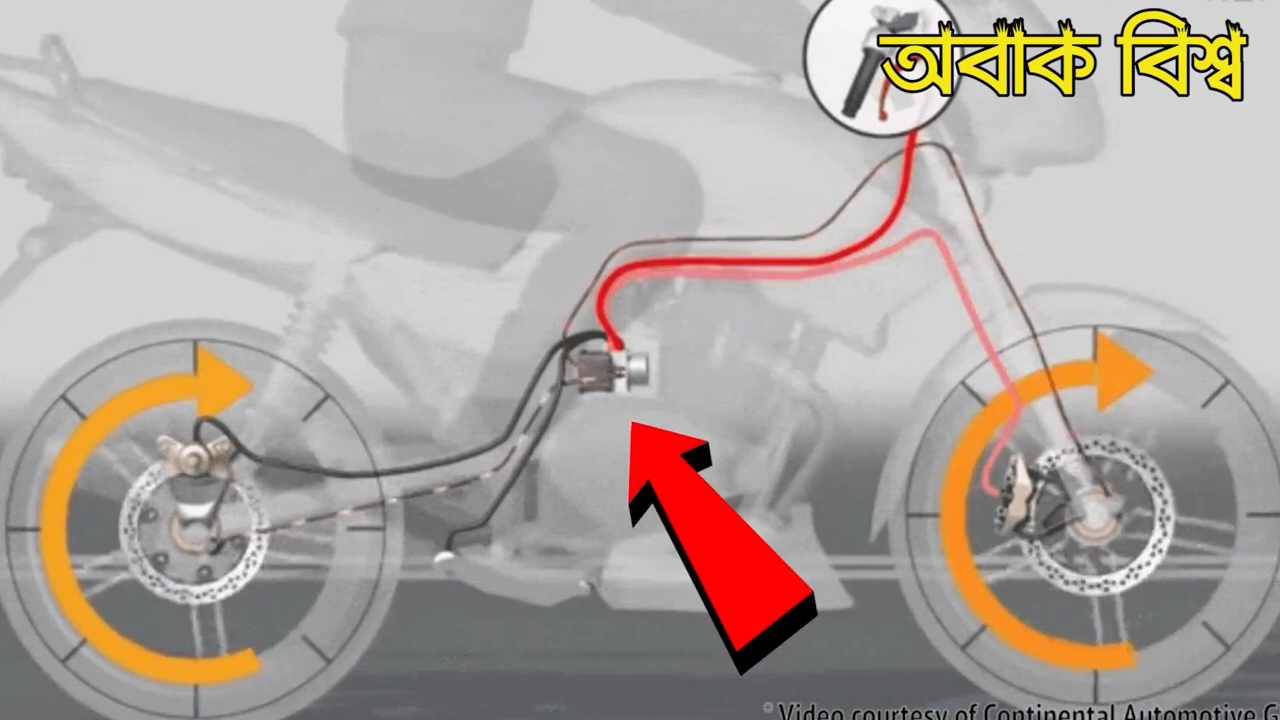 অবাক বিশ্ব
* Video courtesy of Continental Automotive G